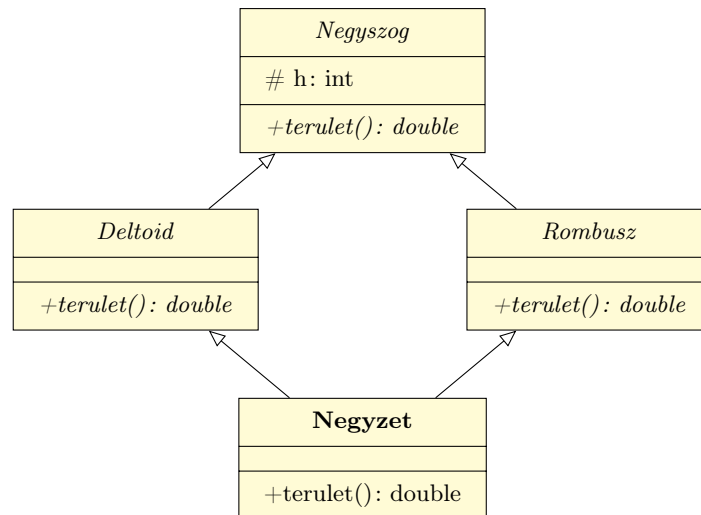 Negyszog
# h: int
+terulet(): double
Deltoid
+terulet(): double
Rombusz
+terulet(): double
Negyzet
+terulet(): double